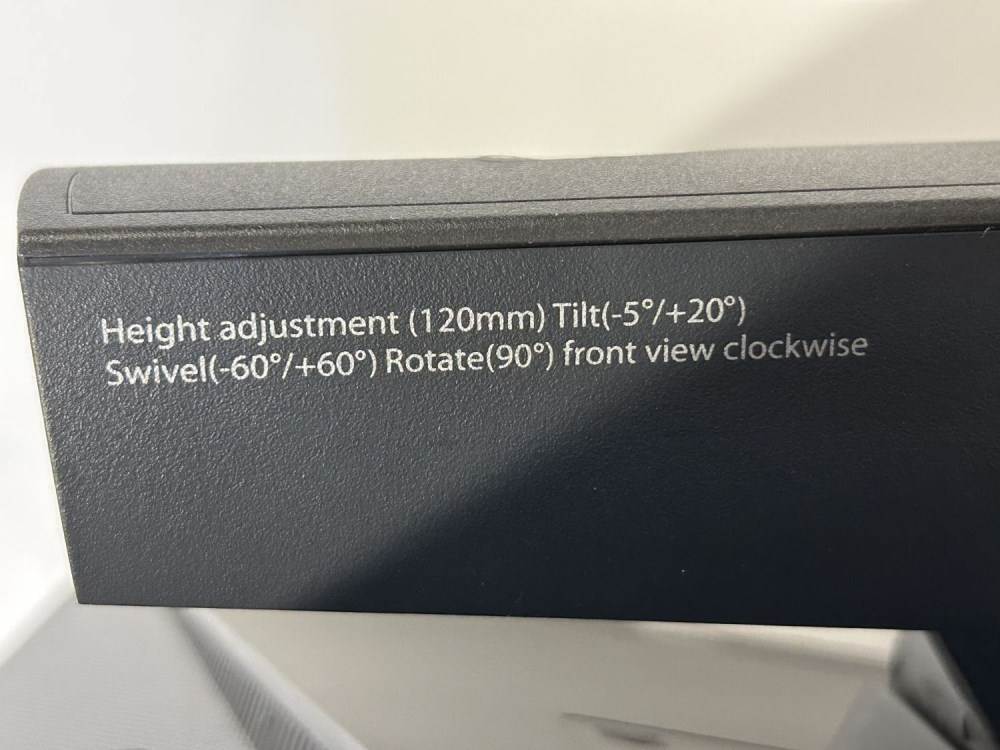 Height adjustment (120mm) Tilt(-5°/+20°)
Swivel(-60°/+60°) Rotate(90°) front view clockwise